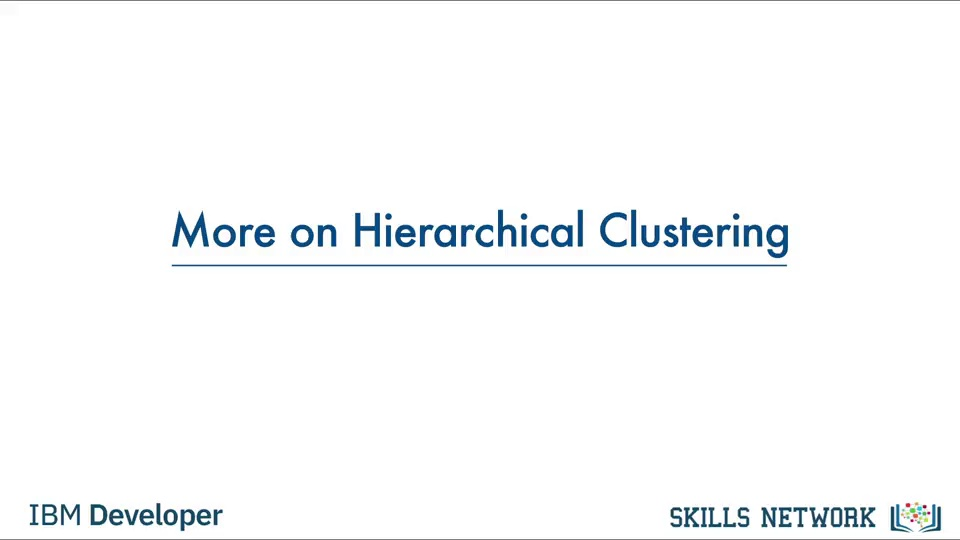 More on Hierarchical Clustering
IBM Developer
SKILLS NETWORK